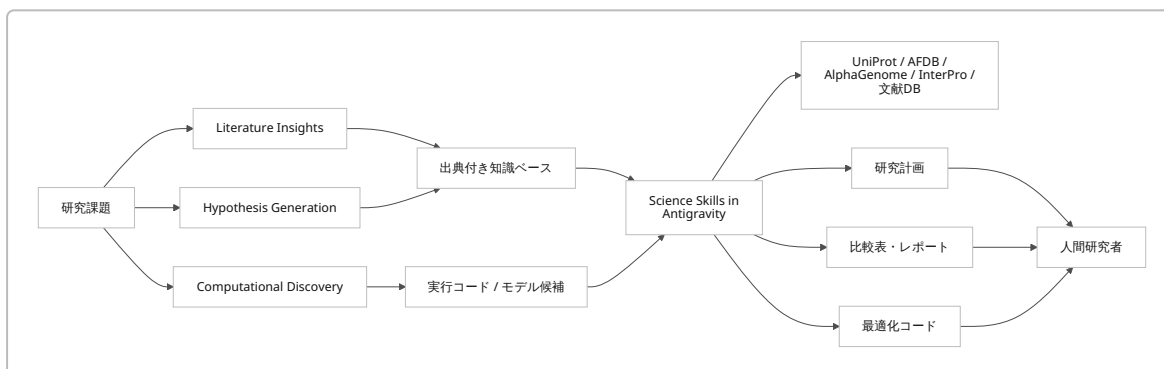 UniProt / AFDB /
AlphaGenome / InterPro /
文献DB
Literature Insights
出典付き知識ベース
研究計画
研究課題
Hypothesis Generation
Science Skills in
Antigravity
比較表・レポート
人間研究者
Computational Discovery
実行コード / モデル候補
最適化コード